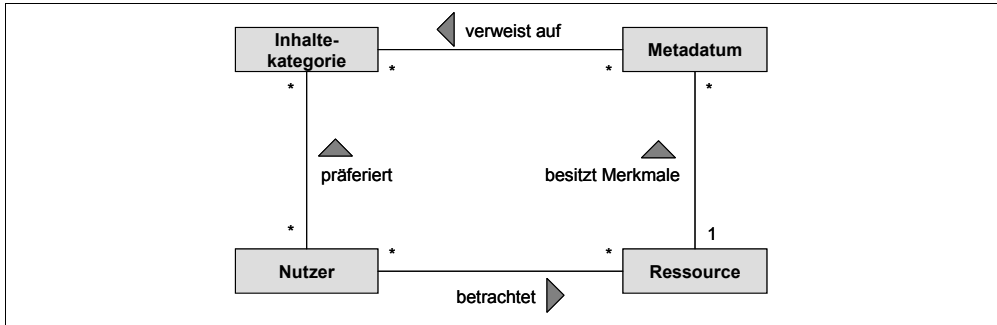 verweist auf
Inhalte-
kategorie
Metadatum
*
*
*
*
präferiert
besitzt Merkmale
*
*
*
1
Nutzer
Ressource
betrachtet